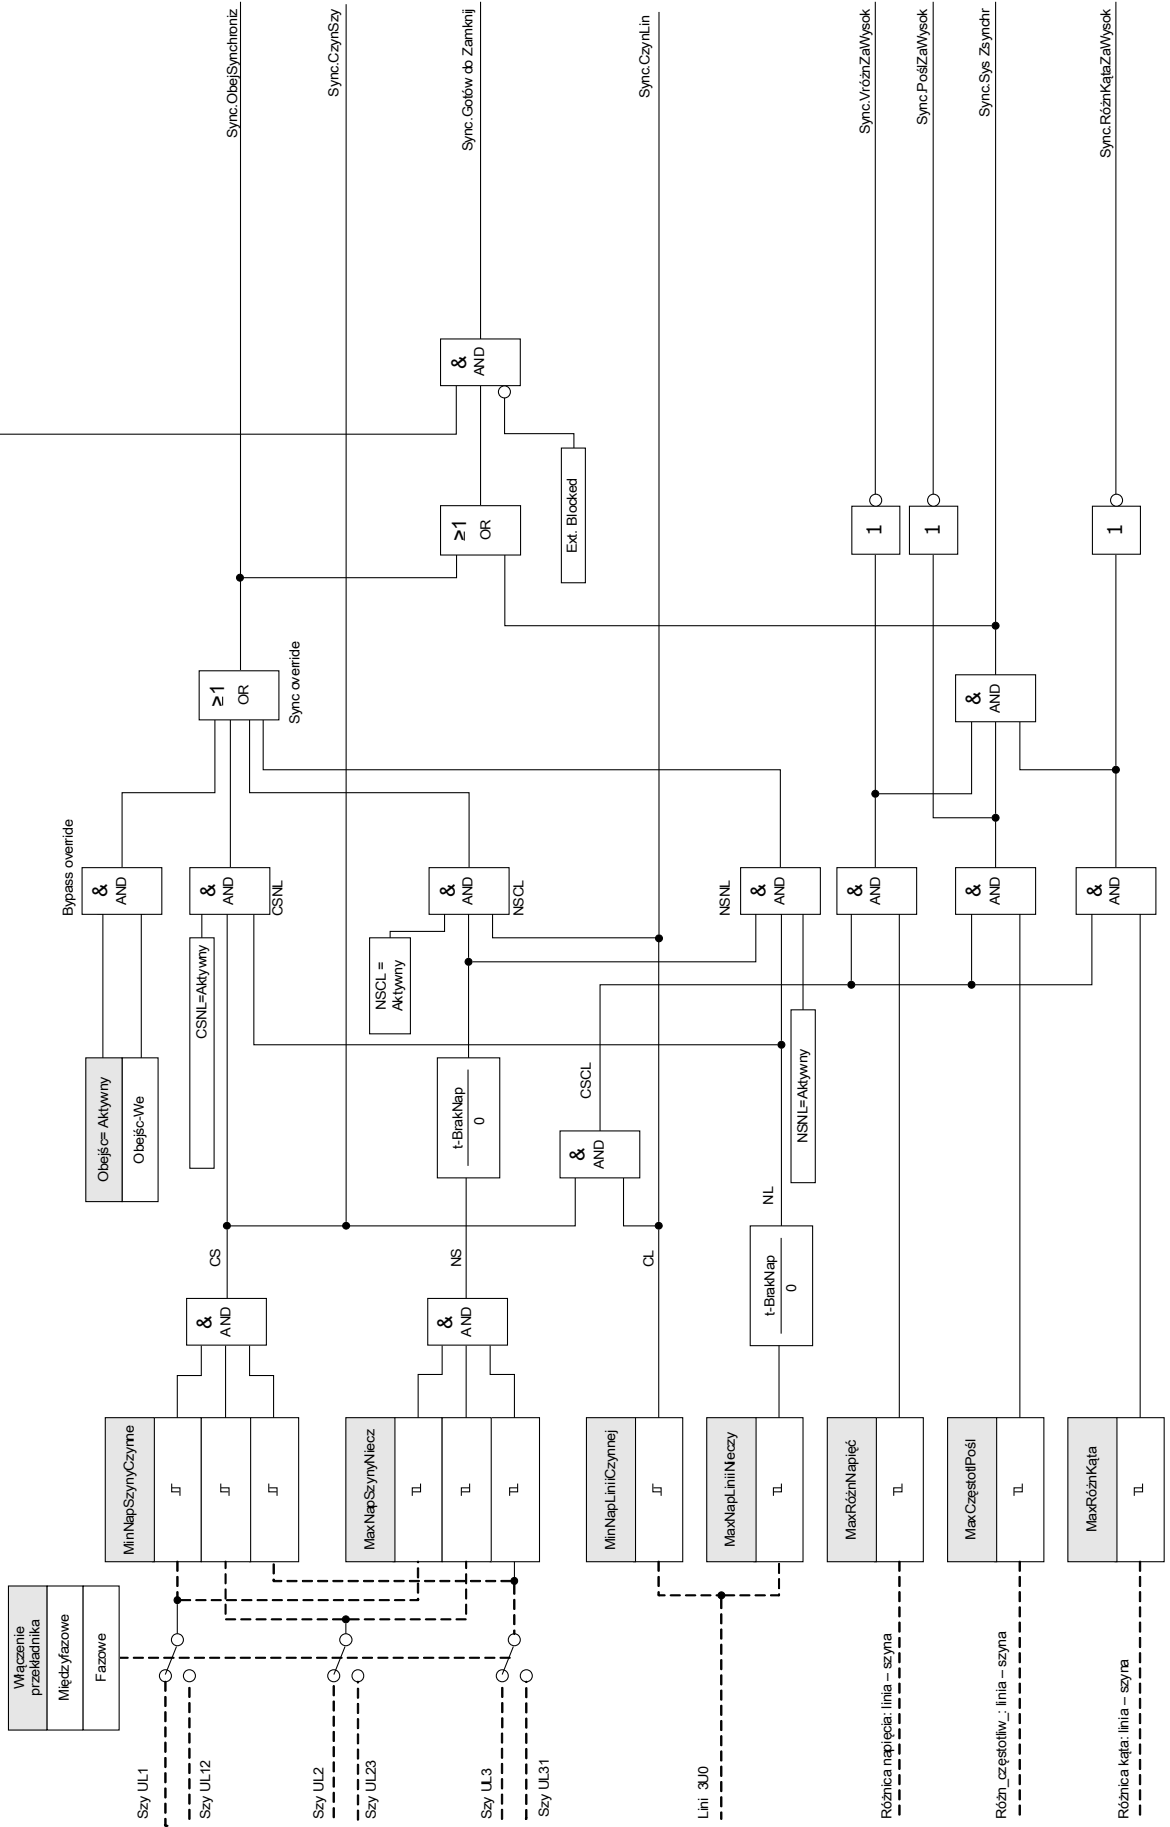 Włączenie
przekładnika
Międzyfazowe
Fazowe
Szy UL1
Szy UL12
Szy UL2
Szy UL23
Szy UL3
Szy UL31
Lini 3U0
Różnica napięcia: linia – szyna
Różn_częstotliw_: linia – szyna
Różnica kąta: linia – szyna
MinNapSzynyCzynne
MaxNapSzynyNiecz
MinNapLiniiCzynnej
MaxNapLiniiNieczy
MaxRóżnNapięć
MaxCzęstotlPośl
MaxRóżnKąta
&
AND
CS
&
AND
NS
CL
t-BrakNap
0
NL
Obejśc= Aktywny
Obejśc-We
CSNL=Aktywny
t-BrakNap
0
&
AND
CSCL
NSNL=Aktywny
NSCL =
Aktywny
Bypass override
&
AND
&
AND
CSNL
&
AND
NSCL
NSNL
&
AND
&
AND
&
AND
&
AND
≥1
OR
Sync override
&
AND
≥1
OR
Ext. Blocked
1
1
1
&
AND
Sync.ObejSynchroniz
Sync.CzynSzy
Sync.Gotów do Zamknij
Sync.CzynLin
Sync.VróżnZaWysok
Sync.PoślZaWysok
Sync.Sys Zsynchr
Sync.RóżnKątaZaWysok